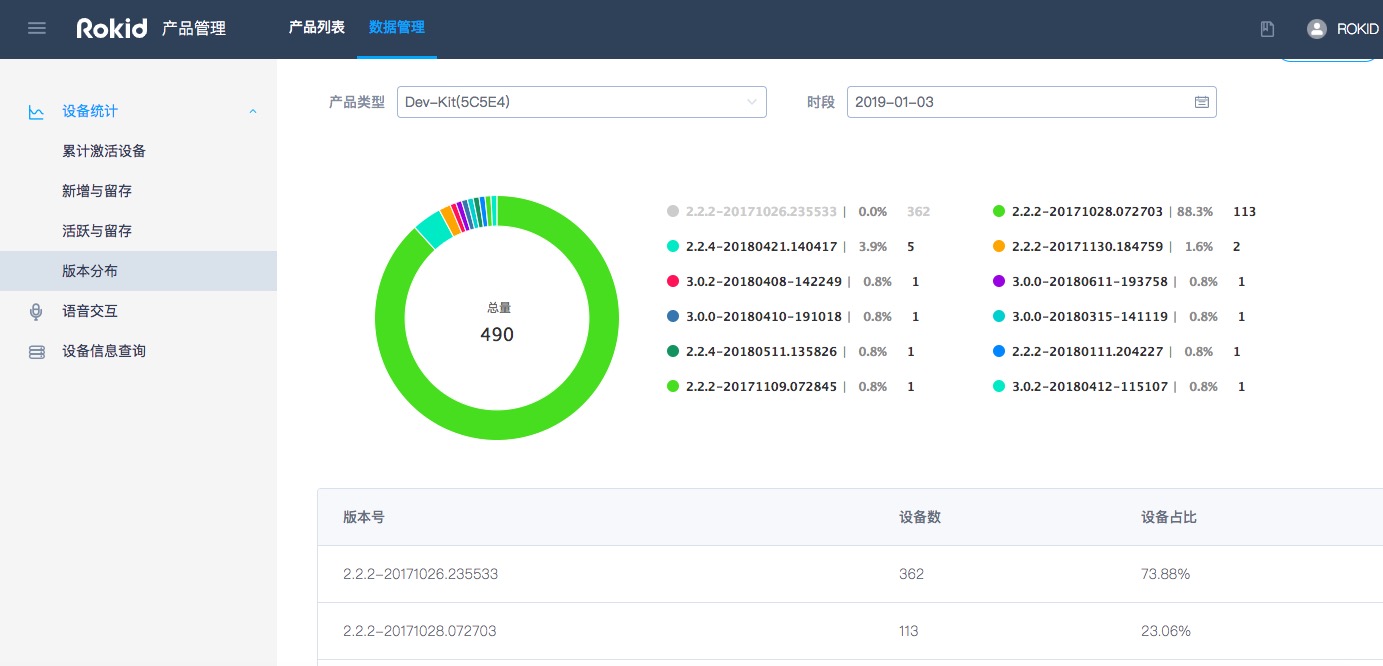 Rokid 产品管理 产品列表 数据管理 ROKID
设备统计
累计激活设备
新增与留存
活跃与留存
版本分布
语音交互
设备信息查询
产品类型 Dev-Kit(5C5E4) 时段 2019-01-03
总量
490
2.2.2-20171026.235533 | 0.0% 362
2.2.2-20171028.072703 | 88.3% 113
2.2.4-20180421.140417 | 3.9% 5
2.2.2-20171130.184759 | 1.6% 2
3.0.2-20180408-142249 | 0.8% 1
3.0.0-20180611-193758 | 0.8% 1
3.0.0-20180410-191018 | 0.8% 1
3.0.0-20180315-141119 | 0.8% 1
2.2.4-20180511.135826 | 0.8% 1
2.2.2-20180111.204227 | 0.8% 1
2.2.2-20171109.072845 | 0.8% 1
3.0.2-20180412-115107 | 0.8% 1
版本号 设备数 设备占比
2.2.2-20171026.235533 362 73.88%
2.2.2-20171028.072703 113 23.06%